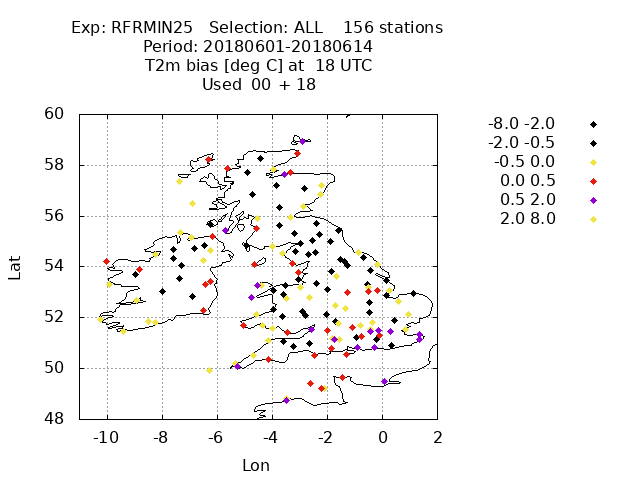 Exp: RFRMIN25   Selection: ALL    156 stations
Period: 20180601-20180614
T2m bias [deg C] at  18 UTC
Used  00  + 18
-8.0 -2.0
-2.0 -0.5
-0.5 0.0
0.0 0.5
0.5 2.0
2.0 8.0
60
58
56
54
52
50
48
Lat
-10 -8 -6 -4 -2 0 2
Lon